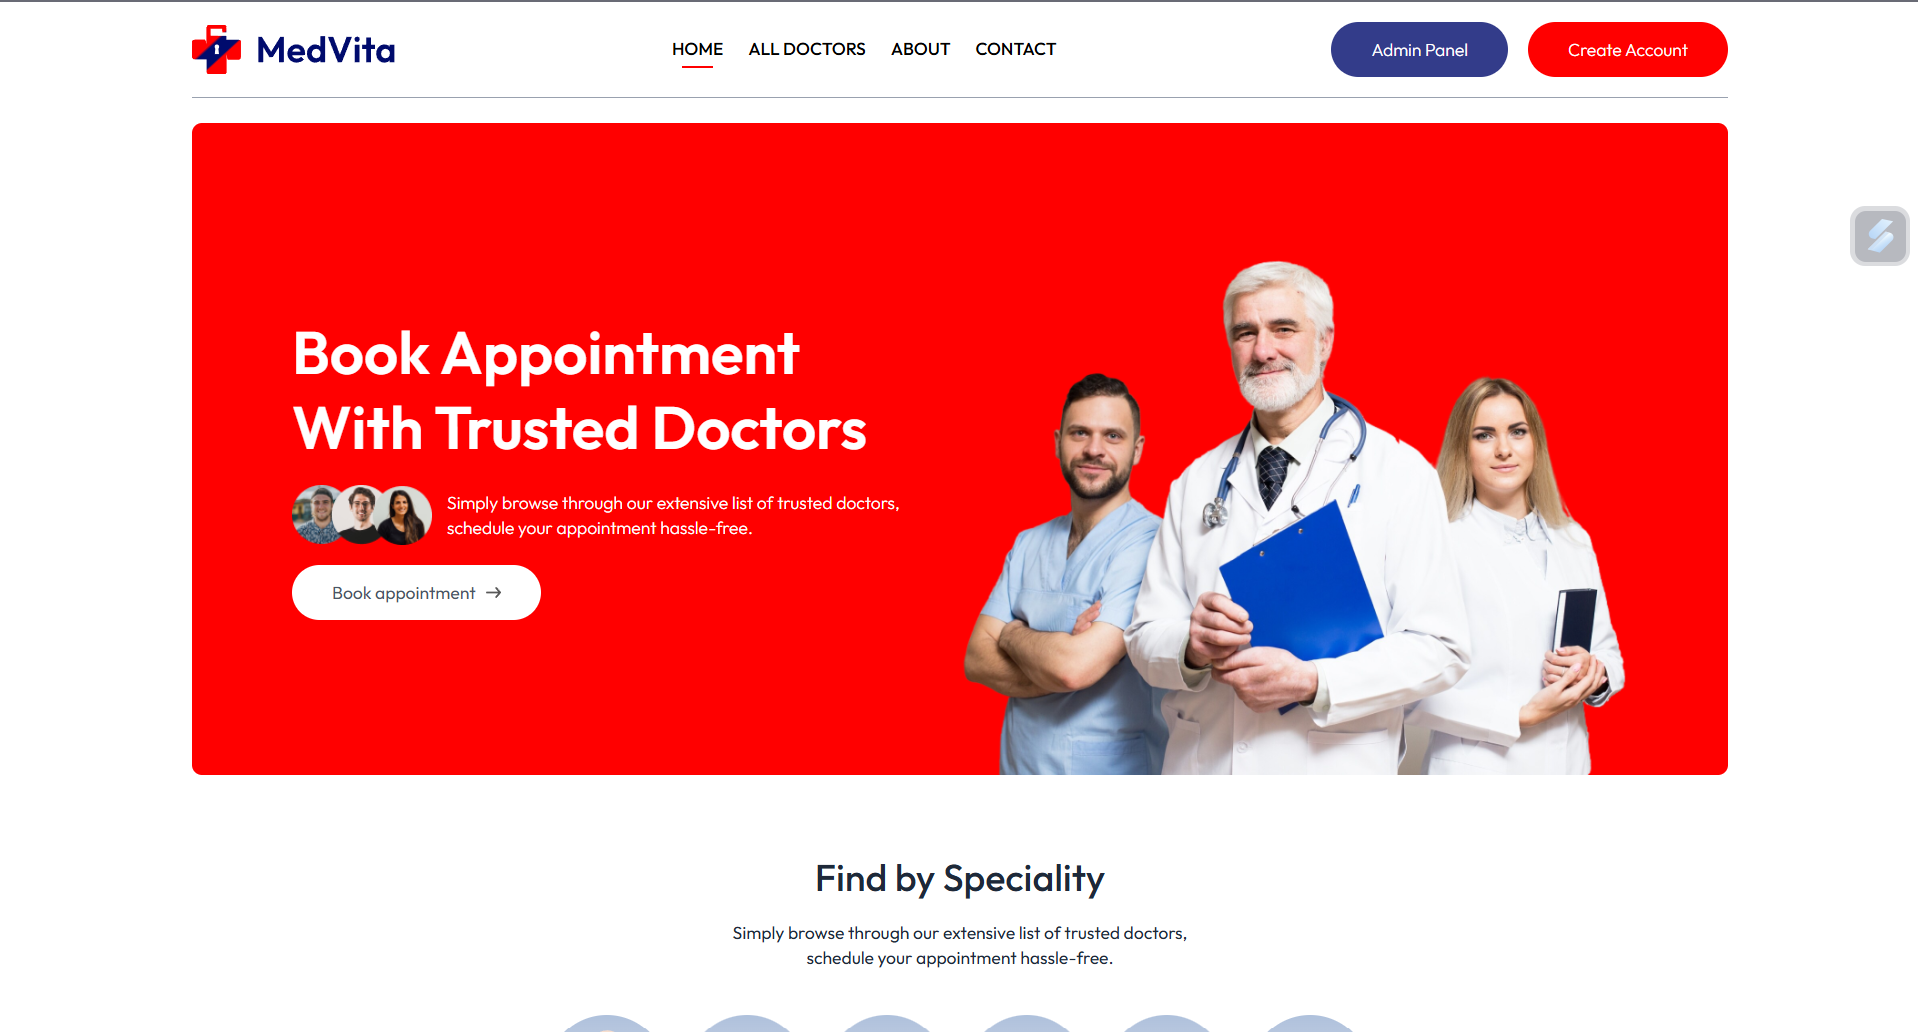 MedVita
HOME
ALL DOCTORS
ABOUT
CONTACT
Admin Panel
Create Account
Book Appointment
With Trusted Doctors
Simply browse through our extensive list of trusted doctors,
schedule your appointment hassle-free.
Book appointment →
Find by Speciality
Simply browse through our extensive list of trusted doctors,
schedule your appointment hassle-free.